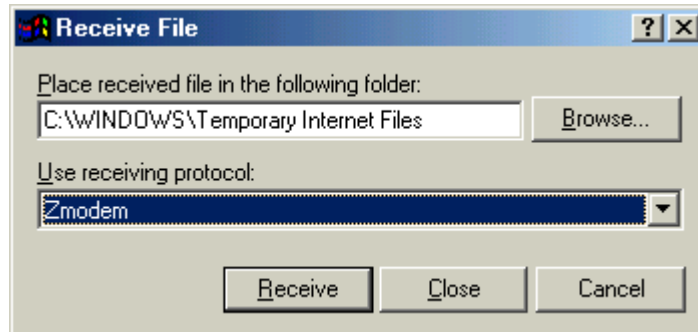 Receive File
Place received file in the following folder:
C:\WINDOWS\Temporary Internet Files
Browse...
Use receiving protocol:
Zmodem
Receive Close Cancel